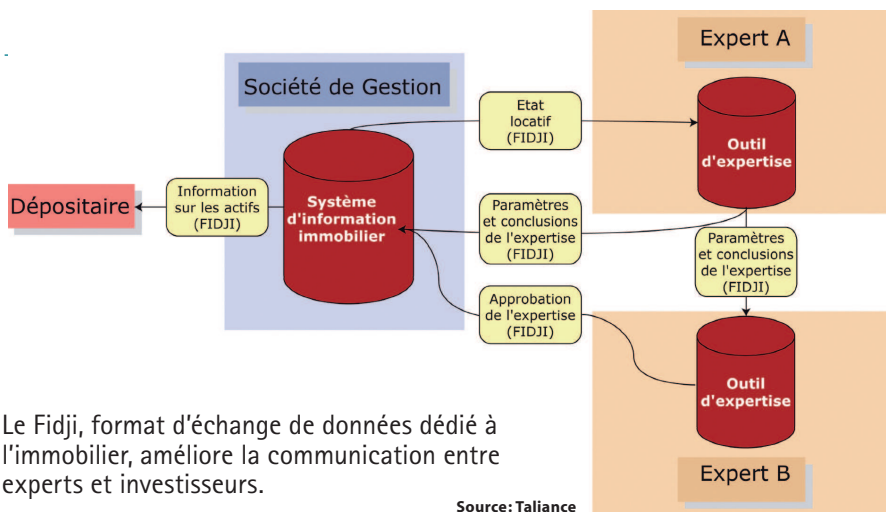 Expert A
Société de Gestion
Etat
locatif
(FIDJI)
Outil
d'expertise
Dépositaire
Information
sur les actifs
(FIDJI)
Système
d'information
immobilier
Paramètres
et conclusions
de l'expertise
(FIDJI)
Paramètres
et conclusions
de l'expertise
(FIDJI)
Approbation
de l'expertise
(FIDJI)
Outil
d'expertise
Expert B
Le Fidji, format d’échange de données dédié à
l’immobilier, améliore la communication entre
experts et investisseurs.
Source: Taliance